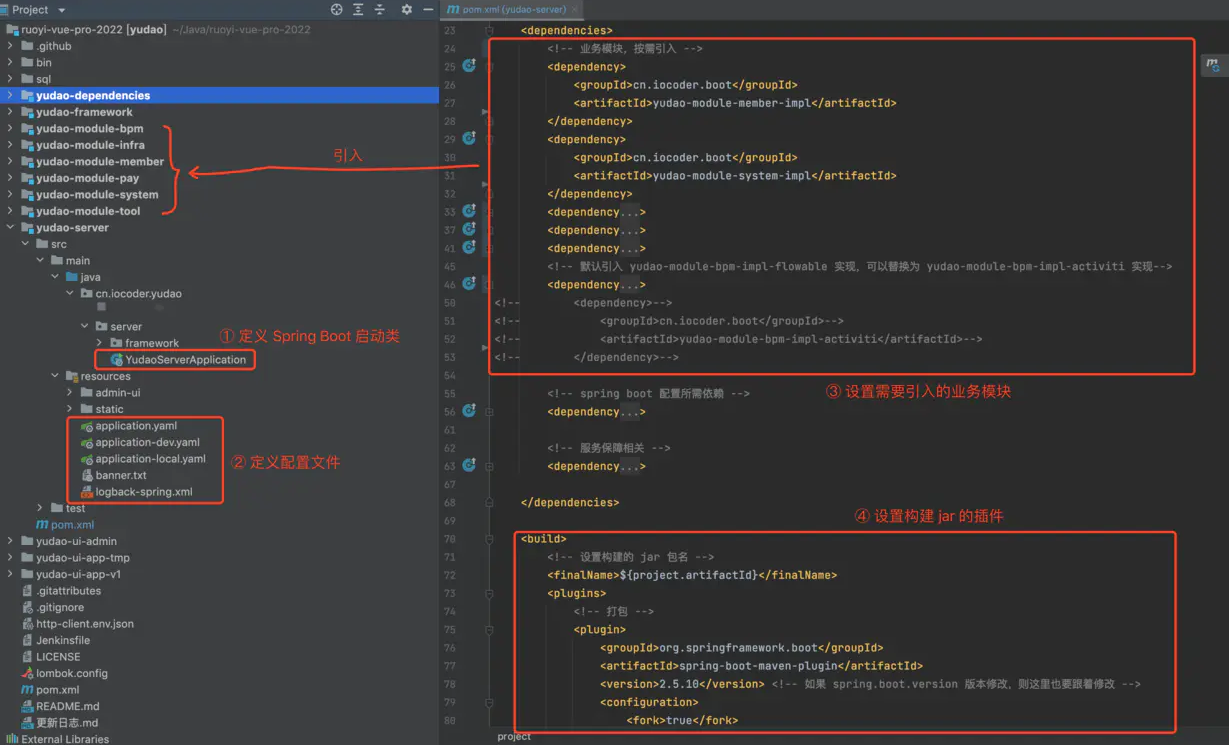 Project
ruoyi-vue-pro-2022 [yudao] ~/Java/ruoyi-vue-pro-2022
.github
bin
sql
yudao-dependencies
yudao-framework
yudao-module-bpm
yudao-module-infra
yudao-module-member
yudao-module-pay
yudao-module-system
yudao-module-tool
yudao-server
src
main
java
cn.iocoder.yudao
server
framework
YudaoServerApplication
resources
admin-ui
static
application.yaml
application-dev.yaml
application-local.yaml
banner.txt
logback-spring.xml
test
pom.xml
yudao-ui-admin
yudao-ui-app-tmp
yudao-ui-app-v1
.gitattributes
.gitignore
http-client.env.json
Jenkinsfile
LICENSE
lombok.config
pom.xml
README.md
更新日志.md
External Libraries
引入
① 定义 Spring Boot 启动类
② 定义配置文件
pom.xml (yudao-server)
23 <dependencies>
24 <!-- 业务模块，按需引入 -->
25 <dependency>
26 <groupId>cn.iocoder.boot</groupId>
27 <artifactId>yudao-module-member-impl</artifactId>
28 </dependency>
29 <dependency>
30 <groupId>cn.iocoder.boot</groupId>
31 <artifactId>yudao-module-system-impl</artifactId>
32 </dependency>
33 <dependency...>
37 <dependency...>
41 <dependency...>
45 <!-- 默认引入 yudao-module-bpm-impl-flowable 实现，可以替换为 yudao-module-bpm-impl-activiti 实现-->
46 <dependency...>
50 <!-- <dependency>-->
51 <!-- <groupId>cn.iocoder.boot</groupId>-->
52 <!-- <artifactId>yudao-module-bpm-impl-activiti</artifactId>-->
53 <!-- </dependency>-->
54
③ 设置需要引入的业务模块
55 <!-- spring boot 配置所需依赖 -->
56 <dependency...>
61
62 <!-- 服务保障相关 -->
63 <dependency...>
67
68 </dependencies>
69
④ 设置构建 jar 的插件
70 <build>
71 <!-- 设置构建的 jar 包名 -->
72 <finalName>${project.artifactId}</finalName>
73 <plugins>
74 <!-- 打包 -->
75 <plugin>
76 <groupId>org.springframework.boot</groupId>
77 <artifactId>spring-boot-maven-plugin</artifactId>
78 <version>2.5.10</version> <!-- 如果 spring.boot.version 版本修改，则这里也要跟着修改 -->
79 <configuration>
80 <fork>true</fork>
project